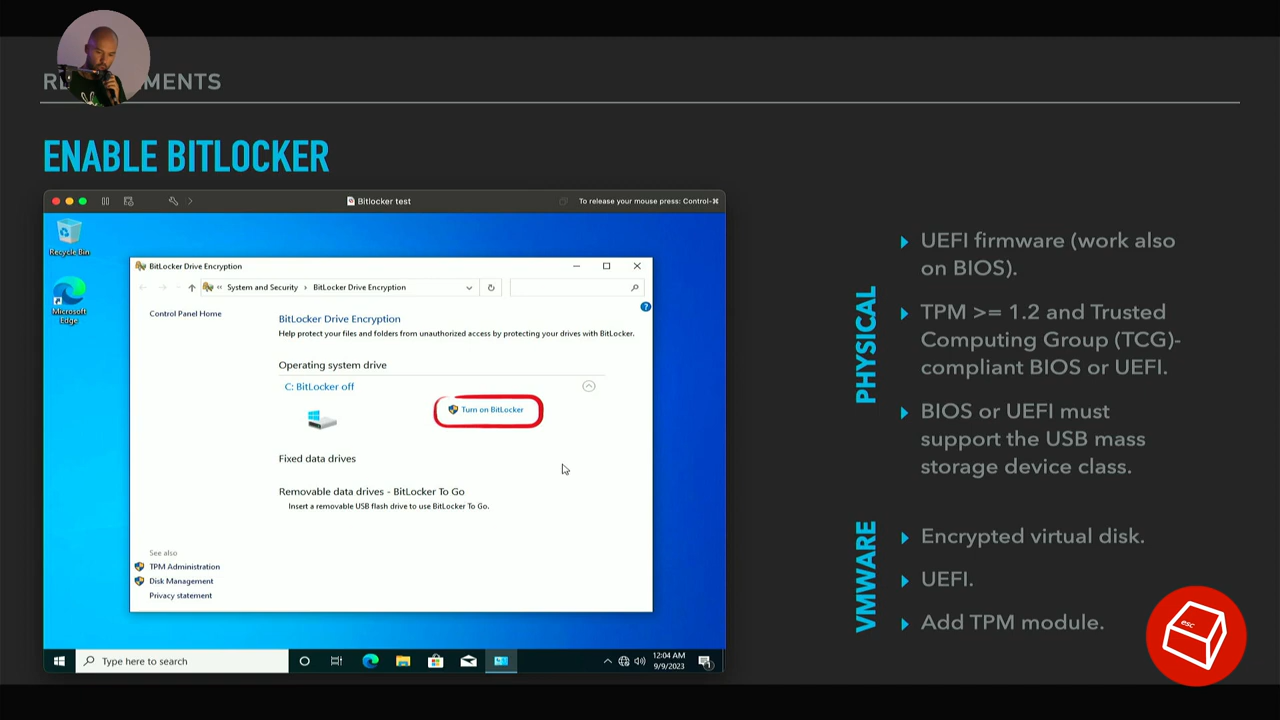 ENABLE BITLOCKER
Bitlocker test
To release your mouse press: Control-⌘
Recycle Bin
Microsoft
Edge
BitLocker Drive Encryption
« System and Security › BitLocker Drive Encryption
Control Panel Home
BitLocker Drive Encryption
Help protect your files and folders from unauthorized access by protecting your drives with BitLocker.
Operating system drive
C: BitLocker off
Turn on BitLocker
Fixed data drives
Removable data drives - BitLocker To Go
Insert a removable USB flash drive to use BitLocker To Go.
See also
TPM Administration
Disk Management
Privacy statement
Type here to search
12:04 AM
9/9/2023
PHYSICAL
UEFI firmware (work also
on BIOS).
TPM >= 1.2 and Trusted
Computing Group (TCG)-
compliant BIOS or UEFI.
BIOS or UEFI must
support the USB mass
storage device class.
VMWARE
Encrypted virtual disk.
UEFI.
Add TPM module.
esc